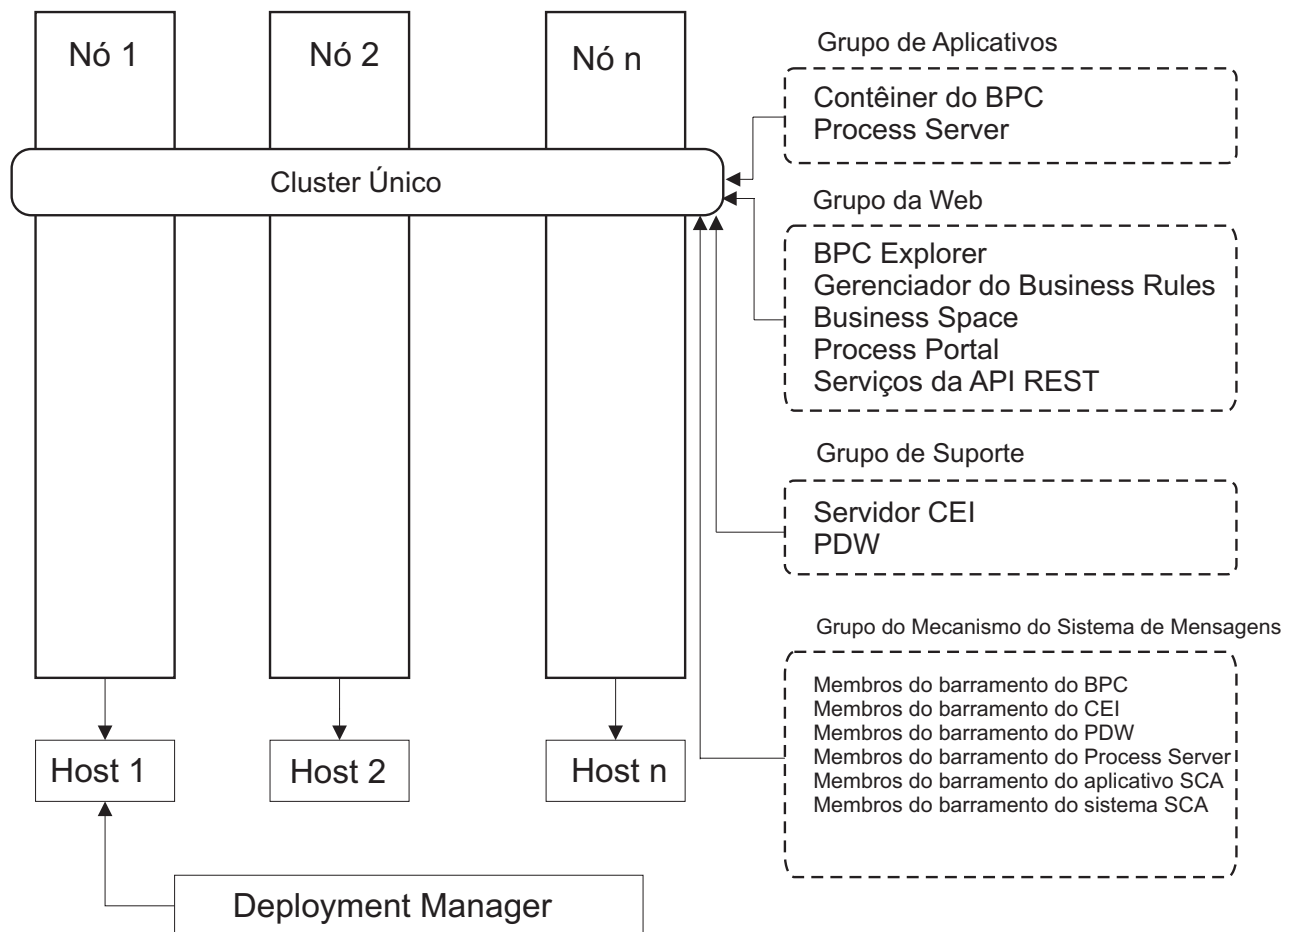 Nó 1
Nó 2
Nó n
Cluster Único
Host 1
Host 2
Host n
Deployment Manager
Grupo de Aplicativos
Contêiner do BPC
Process Server
Grupo da Web
BPC Explorer
Gerenciador do Business Rules
Business Space
Process Portal
Serviços da API REST
Grupo de Suporte
Servidor CEI
PDW
Grupo do Mecanismo do Sistema de Mensagens
Membros do barramento do BPC
Membros do barramento do CEI
Membros do barramento do PDW
Membros do barramento do Process Server
Membros do barramento do aplicativo SCA
Membros do barramento do sistema SCA